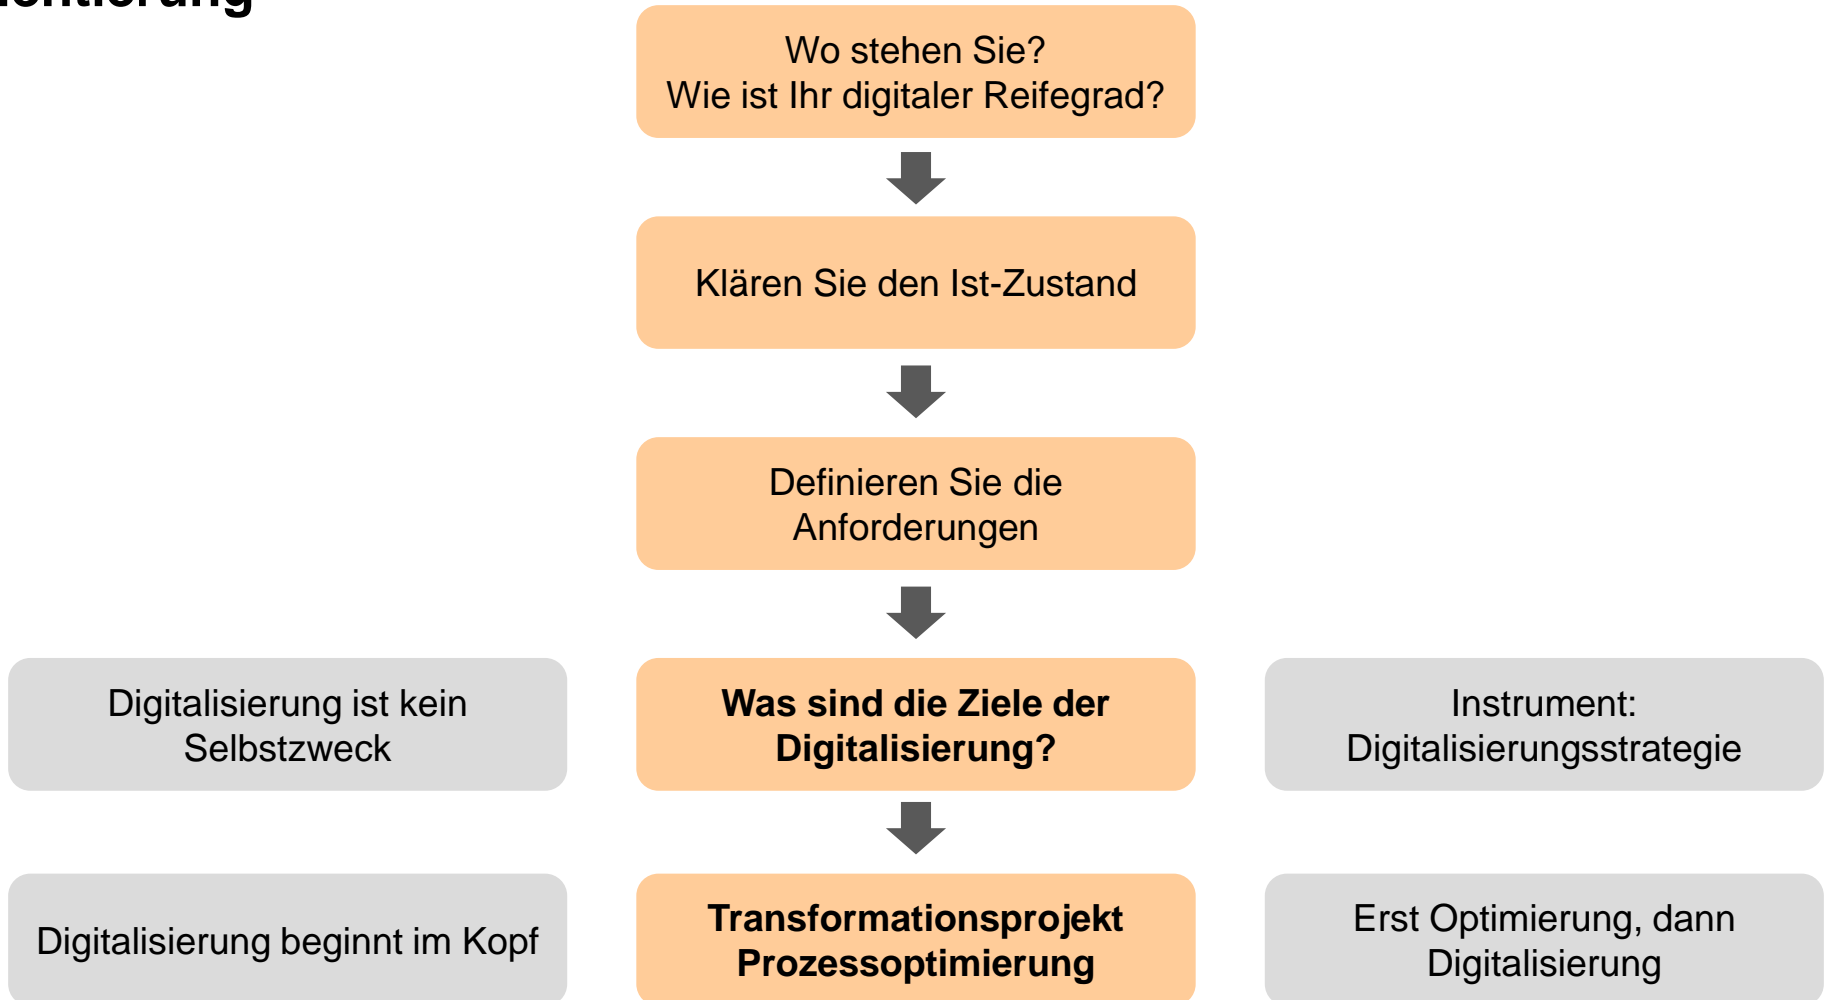 Wo stehen Sie?
Wie ist Ihr digitaler Reifegrad?
Klären Sie den Ist-Zustand
Definieren Sie die
Anforderungen
Digitalisierung ist kein
Selbstzweck
Was sind die Ziele der
Digitalisierung?
Instrument:
Digitalisierungsstrategie
Digitalisierung beginnt im Kopf
Transformationsprojekt
Prozessoptimierung
Erst Optimierung, dann
Digitalisierung